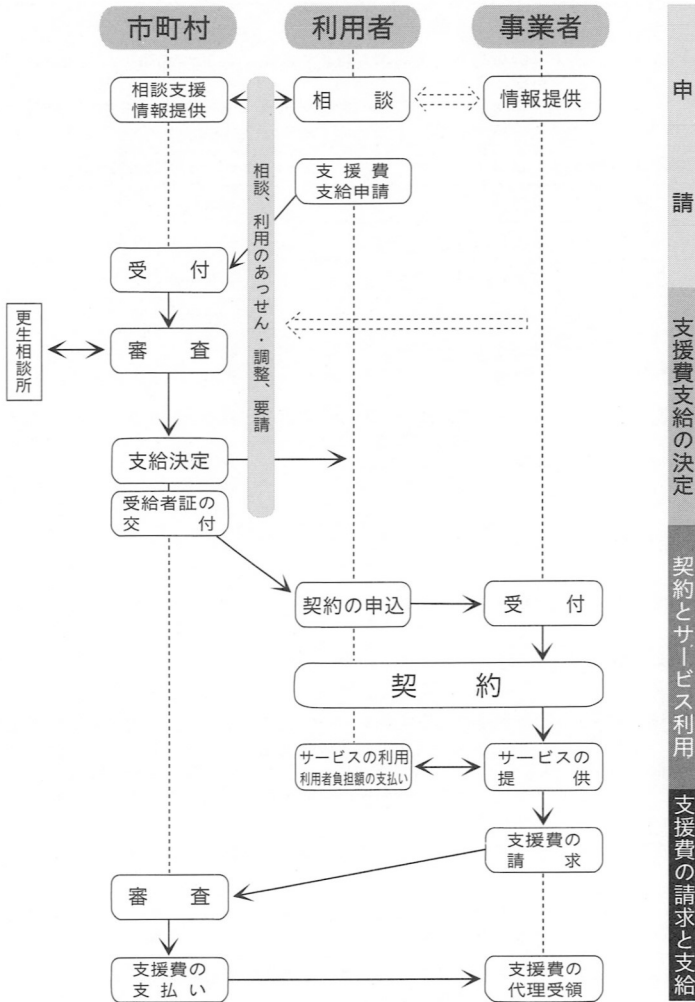 市町村
利用者
事業者
相談支援
情報提供
相談
情報提供
相談、利用のあっせん・調整、要請
支援費
支給申請
受付
更生相談所
審査
支給決定
受給者証の
交付
契約の申込
受付
契約
サービスの利用
利用者負担額の支払い
サービスの
提供
支援費の
請求
審査
支援費の
支払い
支援費の
代理受領
申請
支援費支給の決定
契約とサービス利用
支援費の請求と支給